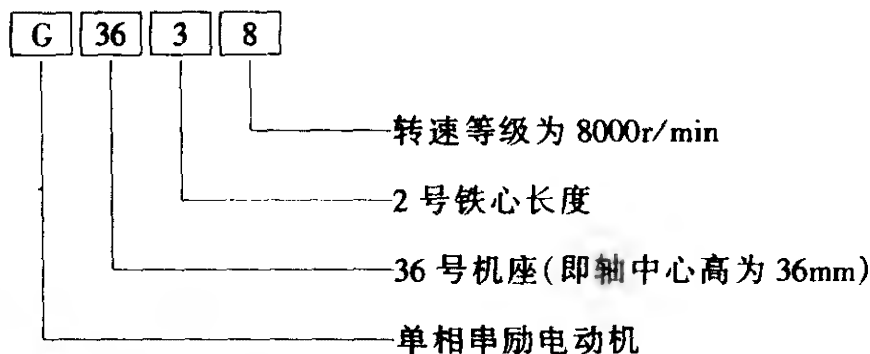 G 36 3 8
转速等级为 8000r/min
2 号铁心长度
36 号机座(即轴中心高为 36mm)
单相串励电动机